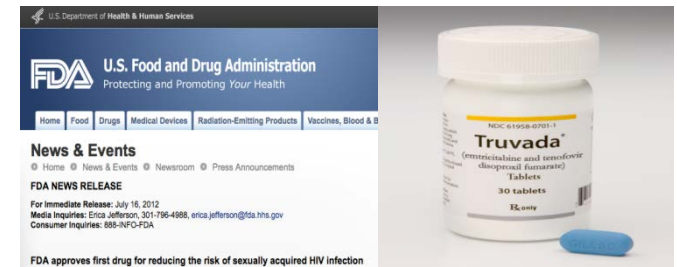 U.S. Department of Health & Human Services
FDA U.S. Food and Drug Administration
Protecting and Promoting Your Health
Home Food Drugs Medical Devices Radiation-Emitting Products Vaccines, Blood & B
News & Events
Home News & Events Newsroom Press Announcements
FDA NEWS RELEASE
For Immediate Release: July 16, 2012
Media Inquiries: Erica Jefferson, 301-796-4988, erica.jefferson@fda.hhs.gov
Consumer Inquiries: 888-INFO-FDA
FDA approves first drug for reducing the risk of sexually acquired HIV infection
NDC 61958-0701-1
Truvada®
(emtricitabine and tenofovir
disoproxil fumarate)
Tablets
30 tablets
Rx only
GILEAD